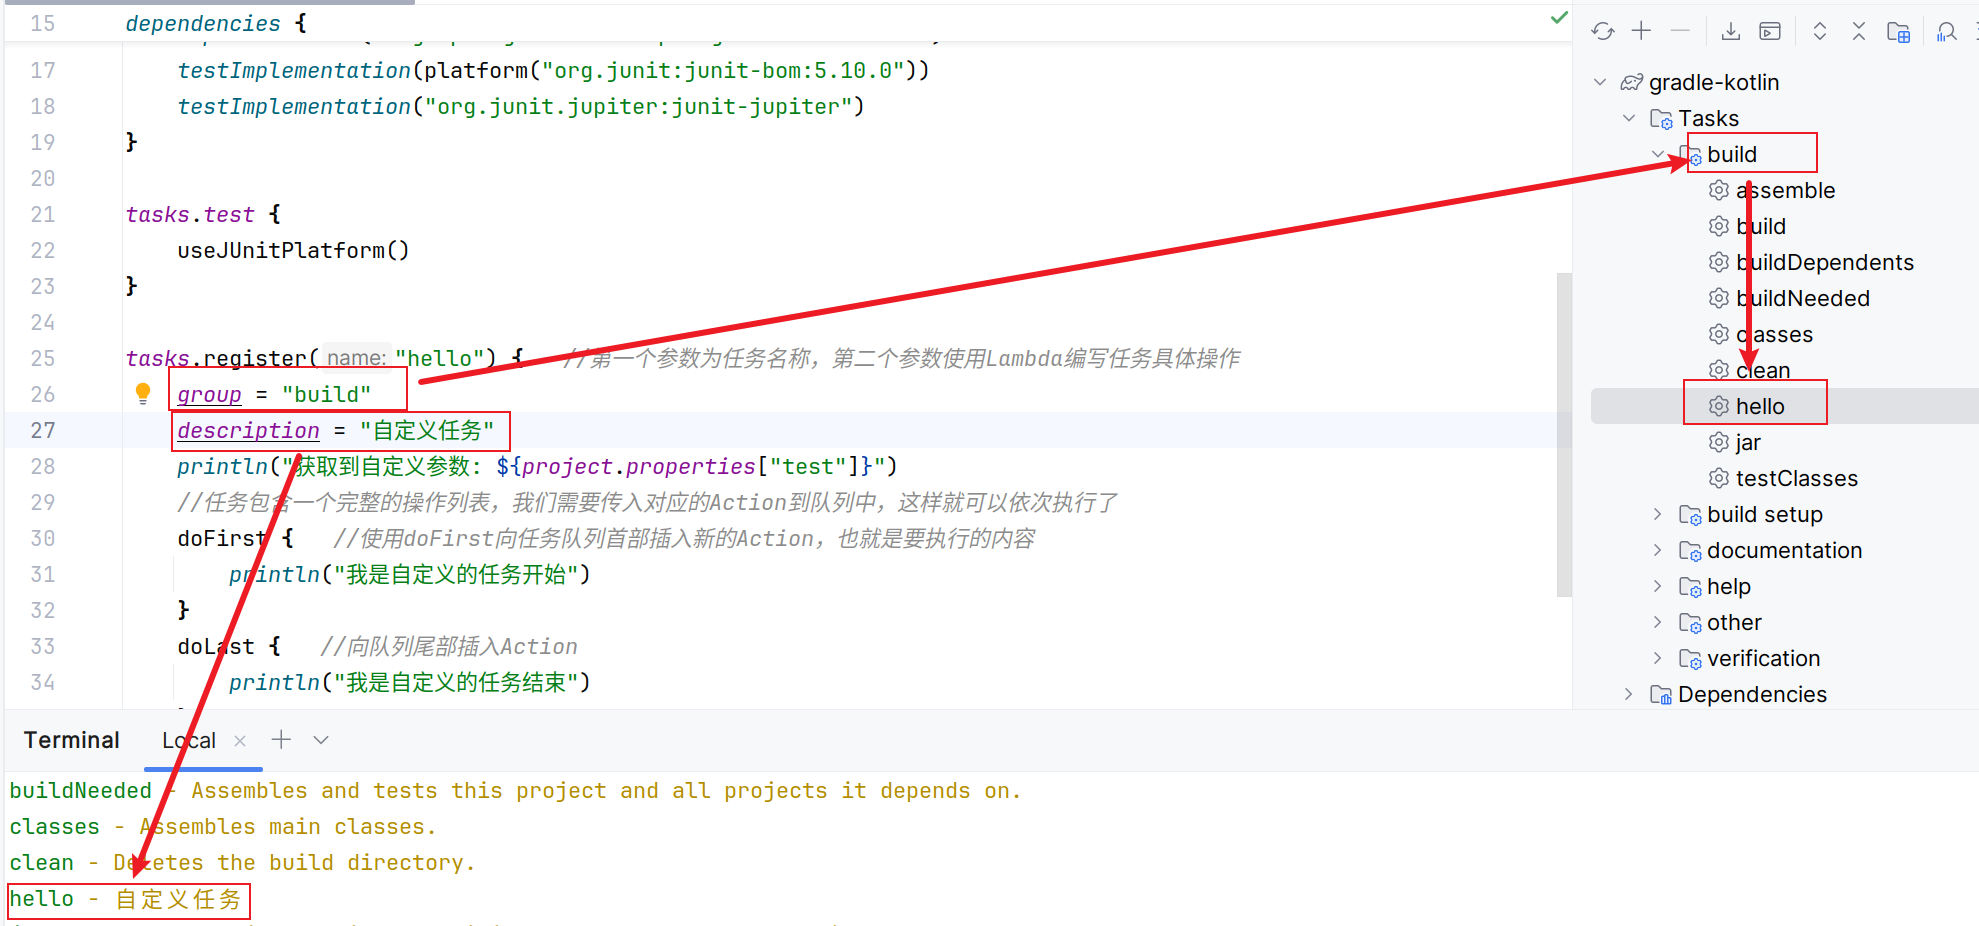 15 dependencies {
17 testImplementation(platform("org.junit:junit-bom:5.10.0"))
18 testImplementation("org.junit.jupiter:junit-jupiter")
19 }
20
21 tasks.test {
22 useJUnitPlatform()
23 }
24
25 tasks.register( name: "hello") { //第一个参数为任务名称，第二个参数使用Lambda编写任务具体操作
26 group = "build"
27 description = "自定义任务"
28 println("获取到自定义参数: ${project.properties["test"]}")
29 //任务包含一个完整的操作列表，我们需要传入对应的Action到队列中，这样就可以依次执行了
30 doFirst { //使用doFirst向任务队列首部插入新的Action，也就是要执行的内容
31 println("我是自定义的任务开始")
32 }
33 doLast { //向队列尾部插入Action
34 println("我是自定义的任务结束")
gradle-kotlin
Tasks
build
assemble
build
buildDependents
buildNeeded
classes
clean
hello
jar
testClasses
build setup
documentation
help
other
verification
Dependencies
Terminal Local
buildNeeded - Assembles and tests this project and all projects it depends on.
classes - Assembles main classes.
clean - Deletes the build directory.
hello - 自定义任务